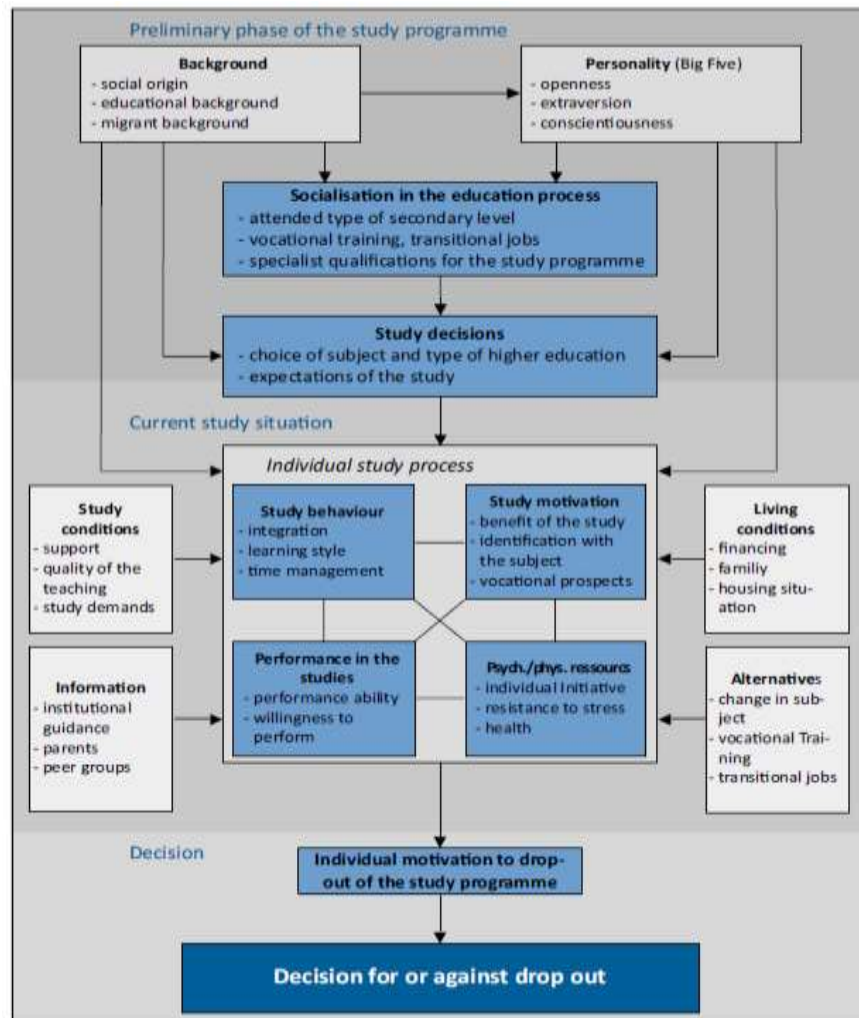 Preliminary phase of the study programme
Background
- social origin
- educational background
- migrant background
Personality (Big Five)
- openness
- extraversion
- conscientiousness
Socialisation in the education process
- attended type of secondary level
- vocational training, transitional jobs
- specialist qualifications for the study programme
Study decisions
- choice of subject and type of higher education
- expectations of the study
Current study situation
Individual study process
Study
conditions
- support
- quality of the
teaching
- study demands
Study behaviour
- integration
- learning style
- time management
Study motivation
- benefit of the study
- identification with
the subject
- vocational prospects
Living
conditions
- financing
- familiy
- housing situ-
ation
Information
- institutional
guidance
- parents
- peer groups
Performance in the
studies
- performance ability
- willingness to
perform
Psych./phys. ressourcs
- individual Initiative
- resistance to stress
- health
Alternatives
- change in sub-
ject
- vocational Trai-
ning
- transitional jobs
Decision
Individual motivation to drop-
out of the study programme
Decision for or against drop out